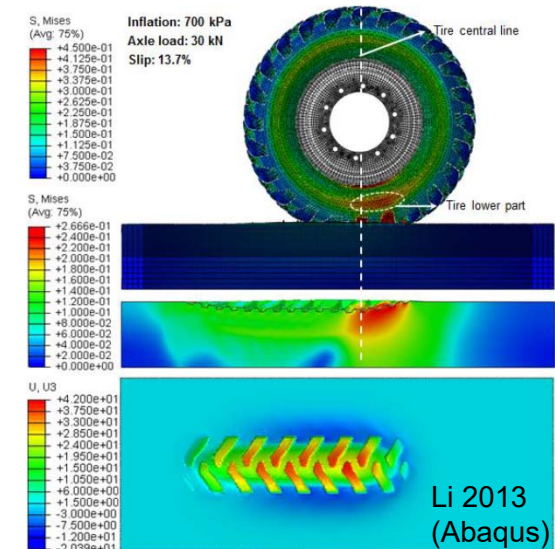 S, Mises
(Avg: 75%)
+4.500e-01
+4.125e-01
+3.750e-01
+3.375e-01
+3.000e-01
+2.625e-01
+2.250e-01
+1.875e-01
+1.500e-01
+1.125e-01
+7.500e-02
+3.750e-02
+0.000e+00
Inflation: 700 kPa
Axle load: 30 kN
Slip: 13.7%
Tire central line
Tire lower part
S, Mises
(Avg: 75%)
+2.666e-01
+2.400e-01
+2.000e-01
+1.800e-01
+1.600e-01
+1.400e-01
+1.200e-01
+1.000e-01
+8.000e-02
+6.000e-02
+4.000e-02
+2.000e-02
+0.000e+00
U, U3
+4.200e+01
+3.750e+01
+3.300e+01
+2.850e+01
+2.400e+01
+1.950e+01
+1.500e+01
+1.050e+01
+6.000e+00
+1.500e+00
-3.000e+00
-7.500e+00
-1.200e+01
-2.039e+01
Li 2013
(Abaqus)